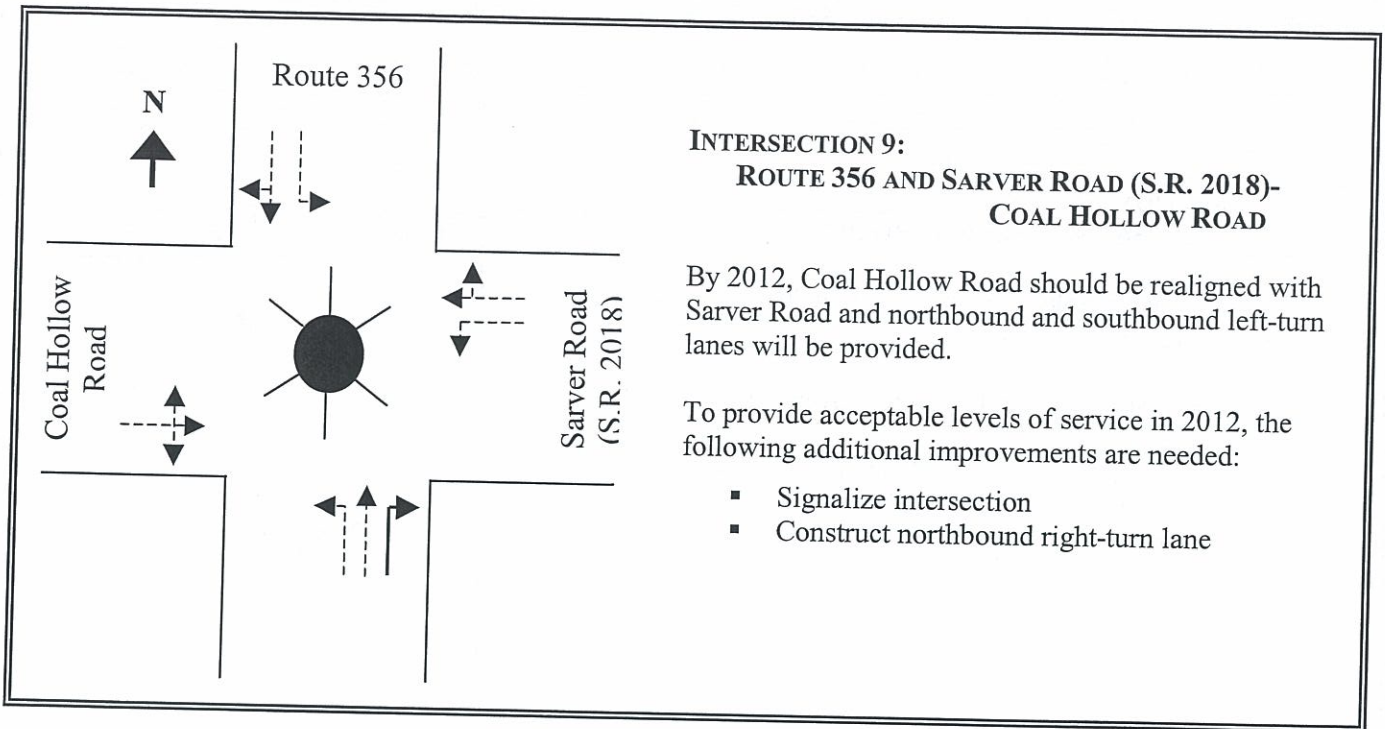 Route 356
N
Coal Hollow
Road
Sarver Road
(S.R. 2018)
INTERSECTION 9:
ROUTE 356 AND SARVER ROAD (S.R. 2018)-
COAL HOLLOW ROAD
By 2012, Coal Hollow Road should be realigned with
Sarver Road and northbound and southbound left-turn
lanes will be provided.
To provide acceptable levels of service in 2012, the
following additional improvements are needed:
▪ Signalize intersection
▪ Construct northbound right-turn lane